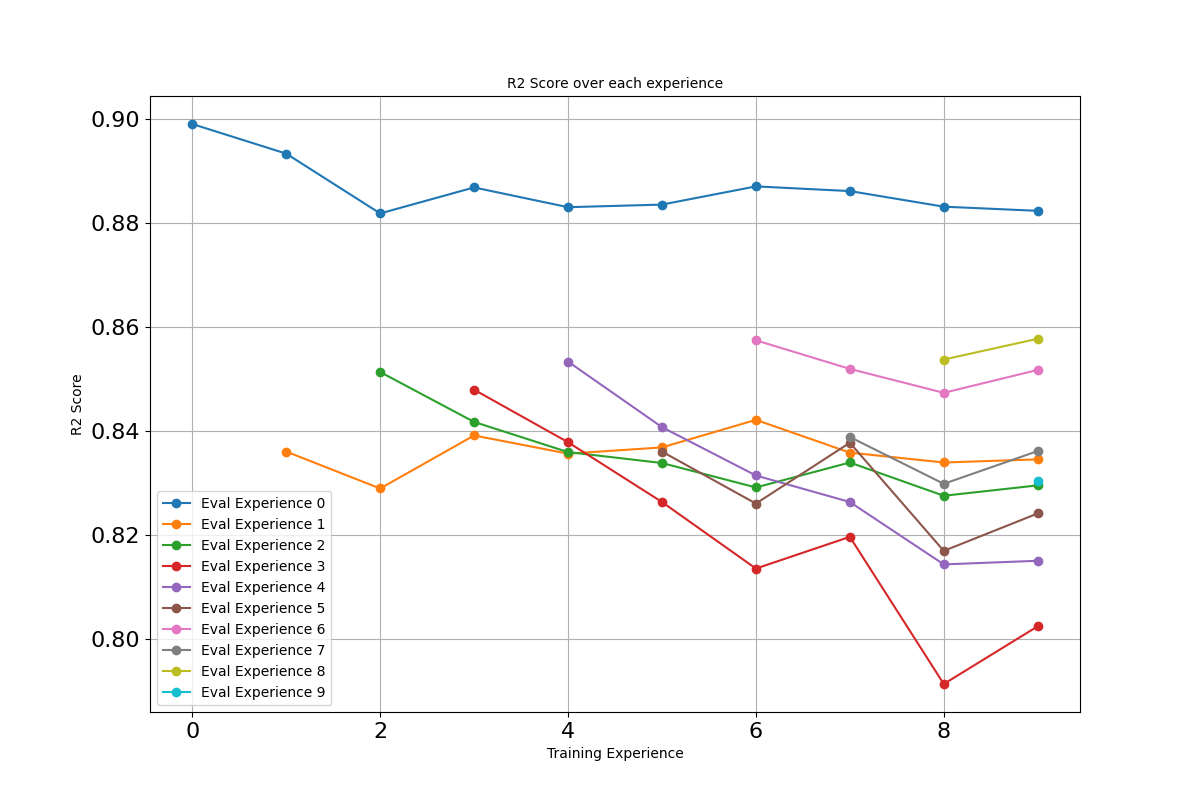 R2 Score over each experience
0.90
0.88
0.86
0.84
0.82
0.80
R2 Score
Eval Experience 0
Eval Experience 1
Eval Experience 2
Eval Experience 3
Eval Experience 4
Eval Experience 5
Eval Experience 6
Eval Experience 7
Eval Experience 8
Eval Experience 9
0 2 4 6 8
Training Experience